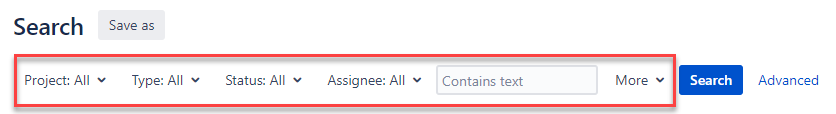 Search Save as
Project: All Type: All Status: All Assignee: All Contains text More Search Advanced